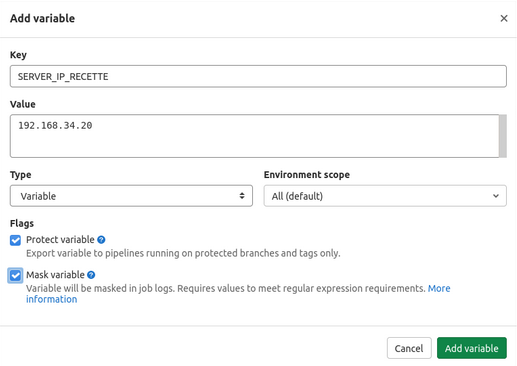 Add variable
Key
SERVER_IP_RECETTE
Value
192.168.34.20
Type
Environment scope
Variable
All (default)
Flags
Protect variable
Export variable to pipelines running on protected branches and tags only.
Mask variable
Variable will be masked in job logs. Requires values to meet regular expression requirements. More
information
Cancel
Add variable